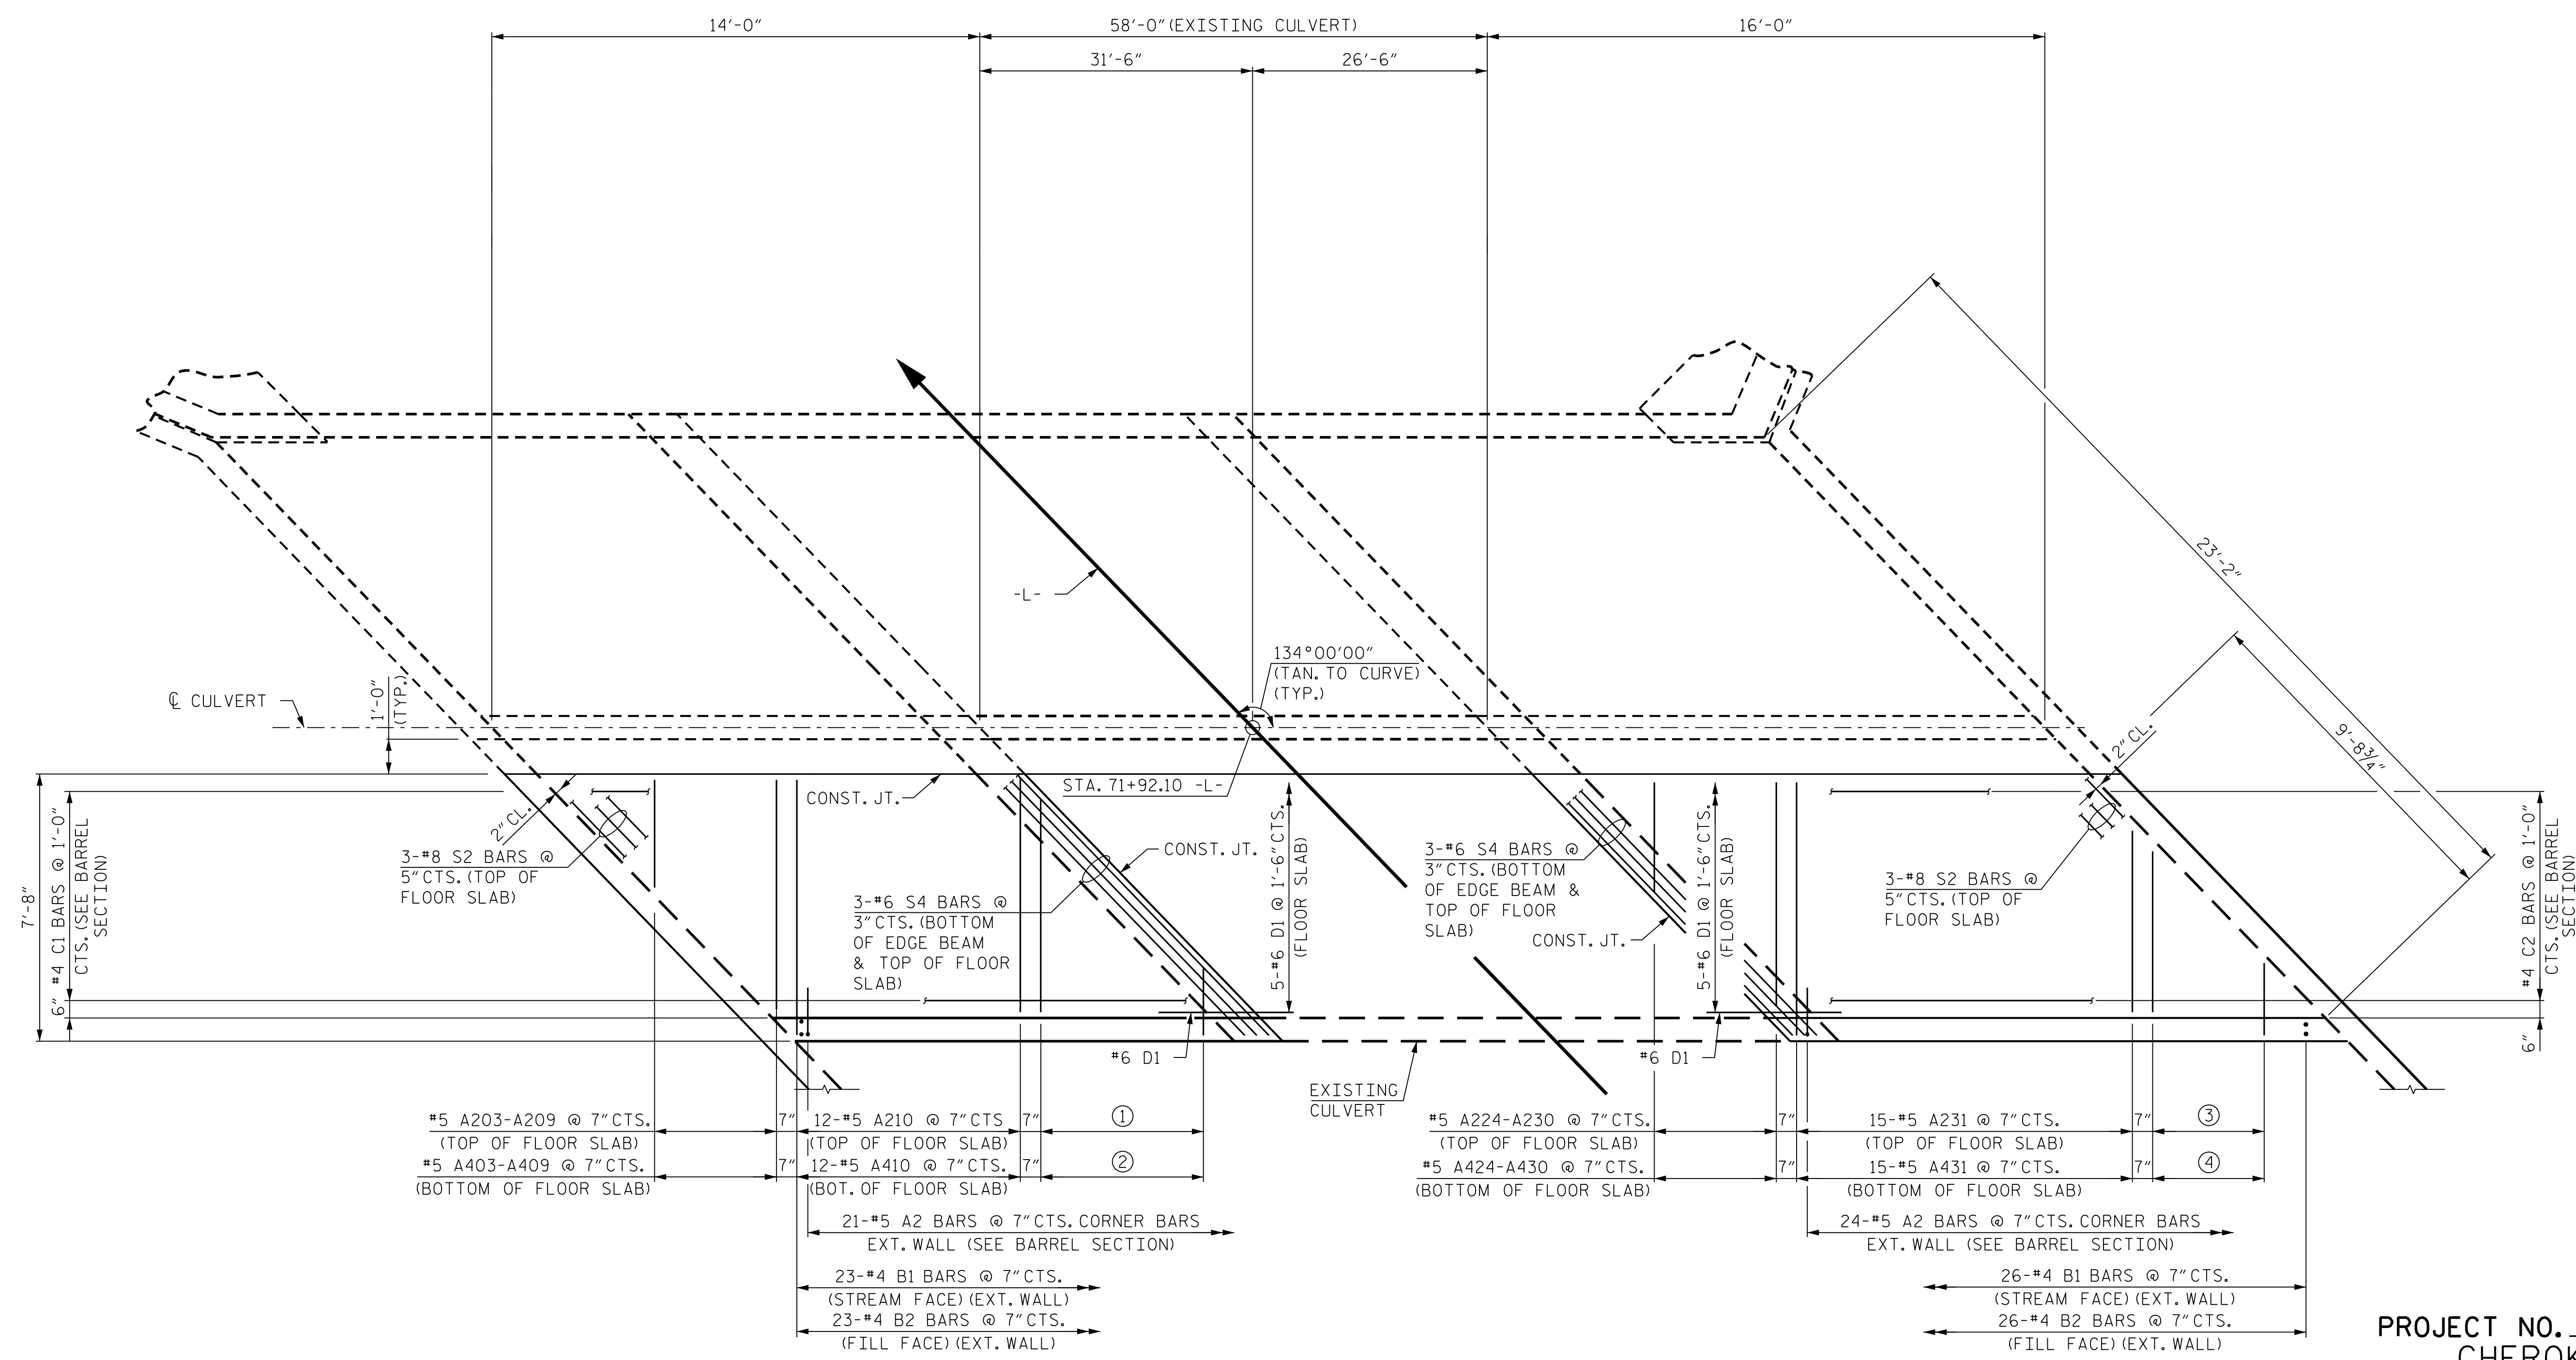 14'-0"
58'-0"(EXISTING CULVERT)
16'-0"
31'-6"
26'-6"
23'-2"
-L-
134°00'00"
(TAN. TO CURVE)
(TYP.)
℄ CULVERT
1'-0"
(TYP.)
2" CL.
9'-8¾"
CONST. JT.
STA. 71+92.10 -L-
2" CL.
3-#8 S2 BARS @
5"CTS. (TOP OF
FLOOR SLAB)
CONST. JT.
3-#6 S4 BARS @
3"CTS. (BOTTOM
OF EDGE BEAM
& TOP OF FLOOR
SLAB)
5-#6 D1 @ 1'-6"CTS.
(FLOOR SLAB)
3-#6 S4 BARS @
3"CTS. (BOTTOM
OF EDGE BEAM &
TOP OF FLOOR
SLAB)
CONST. JT.
5-#6 D1 @ 1'-6"CTS.
(FLOOR SLAB)
3-#8 S2 BARS @
5"CTS. (TOP OF
FLOOR SLAB)
7'-8"
6"
#4 C1 BARS @ 1'-0"
CTS. (SEE BARREL
SECTION)
#4 C2 BARS @ 1'-0"
CTS. (SEE BARREL
SECTION)
6"
#6 D1
#6 D1
EXISTING
CULVERT
#5 A203-A209 @ 7"CTS.
(TOP OF FLOOR SLAB)
7"
12-#5 A210 @ 7"CTS
(TOP OF FLOOR SLAB)
7"
1
#5 A403-A409 @ 7"CTS.
(BOTTOM OF FLOOR SLAB)
7"
12-#5 A410 @ 7"CTS.
(BOT. OF FLOOR SLAB)
7"
2
#5 A224-A230 @ 7"CTS.
(TOP OF FLOOR SLAB)
7"
15-#5 A231 @ 7"CTS.
(TOP OF FLOOR SLAB)
7"
3
#5 A424-A430 @ 7"CTS.
(BOTTOM OF FLOOR SLAB)
7"
15-#5 A431 @ 7"CTS.
(BOTTOM OF FLOOR SLAB)
7"
4
21-#5 A2 BARS @ 7"CTS. CORNER BARS
EXT. WALL (SEE BARREL SECTION)
24-#5 A2 BARS @ 7"CTS. CORNER BARS
EXT. WALL (SEE BARREL SECTION)
23-#4 B1 BARS @ 7"CTS.
(STREAM FACE) (EXT. WALL)
23-#4 B2 BARS @ 7"CTS.
(FILL FACE) (EXT. WALL)
26-#4 B1 BARS @ 7"CTS.
(STREAM FACE) (EXT. WALL)
26-#4 B2 BARS @ 7"CTS.
(FILL FACE) (EXT. WALL)
PROJECT NO.